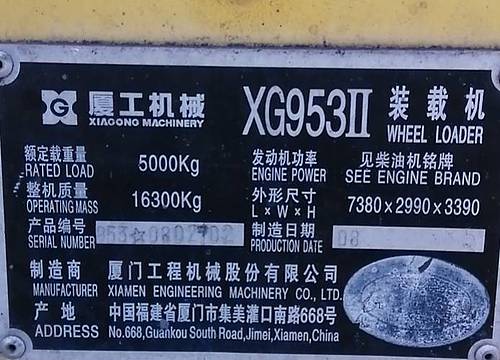 厦工机械
XIAGONG MACHINERY
XG953II
装载机
WHEEL LOADER
额定载重量
RATED LOAD
5000Kg
发动机功率
ENGINE POWER
见柴油机铭牌
SEE ENGINE BRAND
整机质量
OPERATING MASS
16300Kg
外形尺寸
L×W×H
7380×2990×3390
产品编号
SERIAL NUMBER
制造日期
PRODUCTION DATE
08
制造商
MANUFACTURER
厦门工程机械股份有限公司
XIAMEN ENGINEERING MACHINERY CO., LTD.
产地
ADDRESS
中国福建省厦门市集美灌口南路668号
No.668,Guankou South Road,Jimei,Xiamen,China